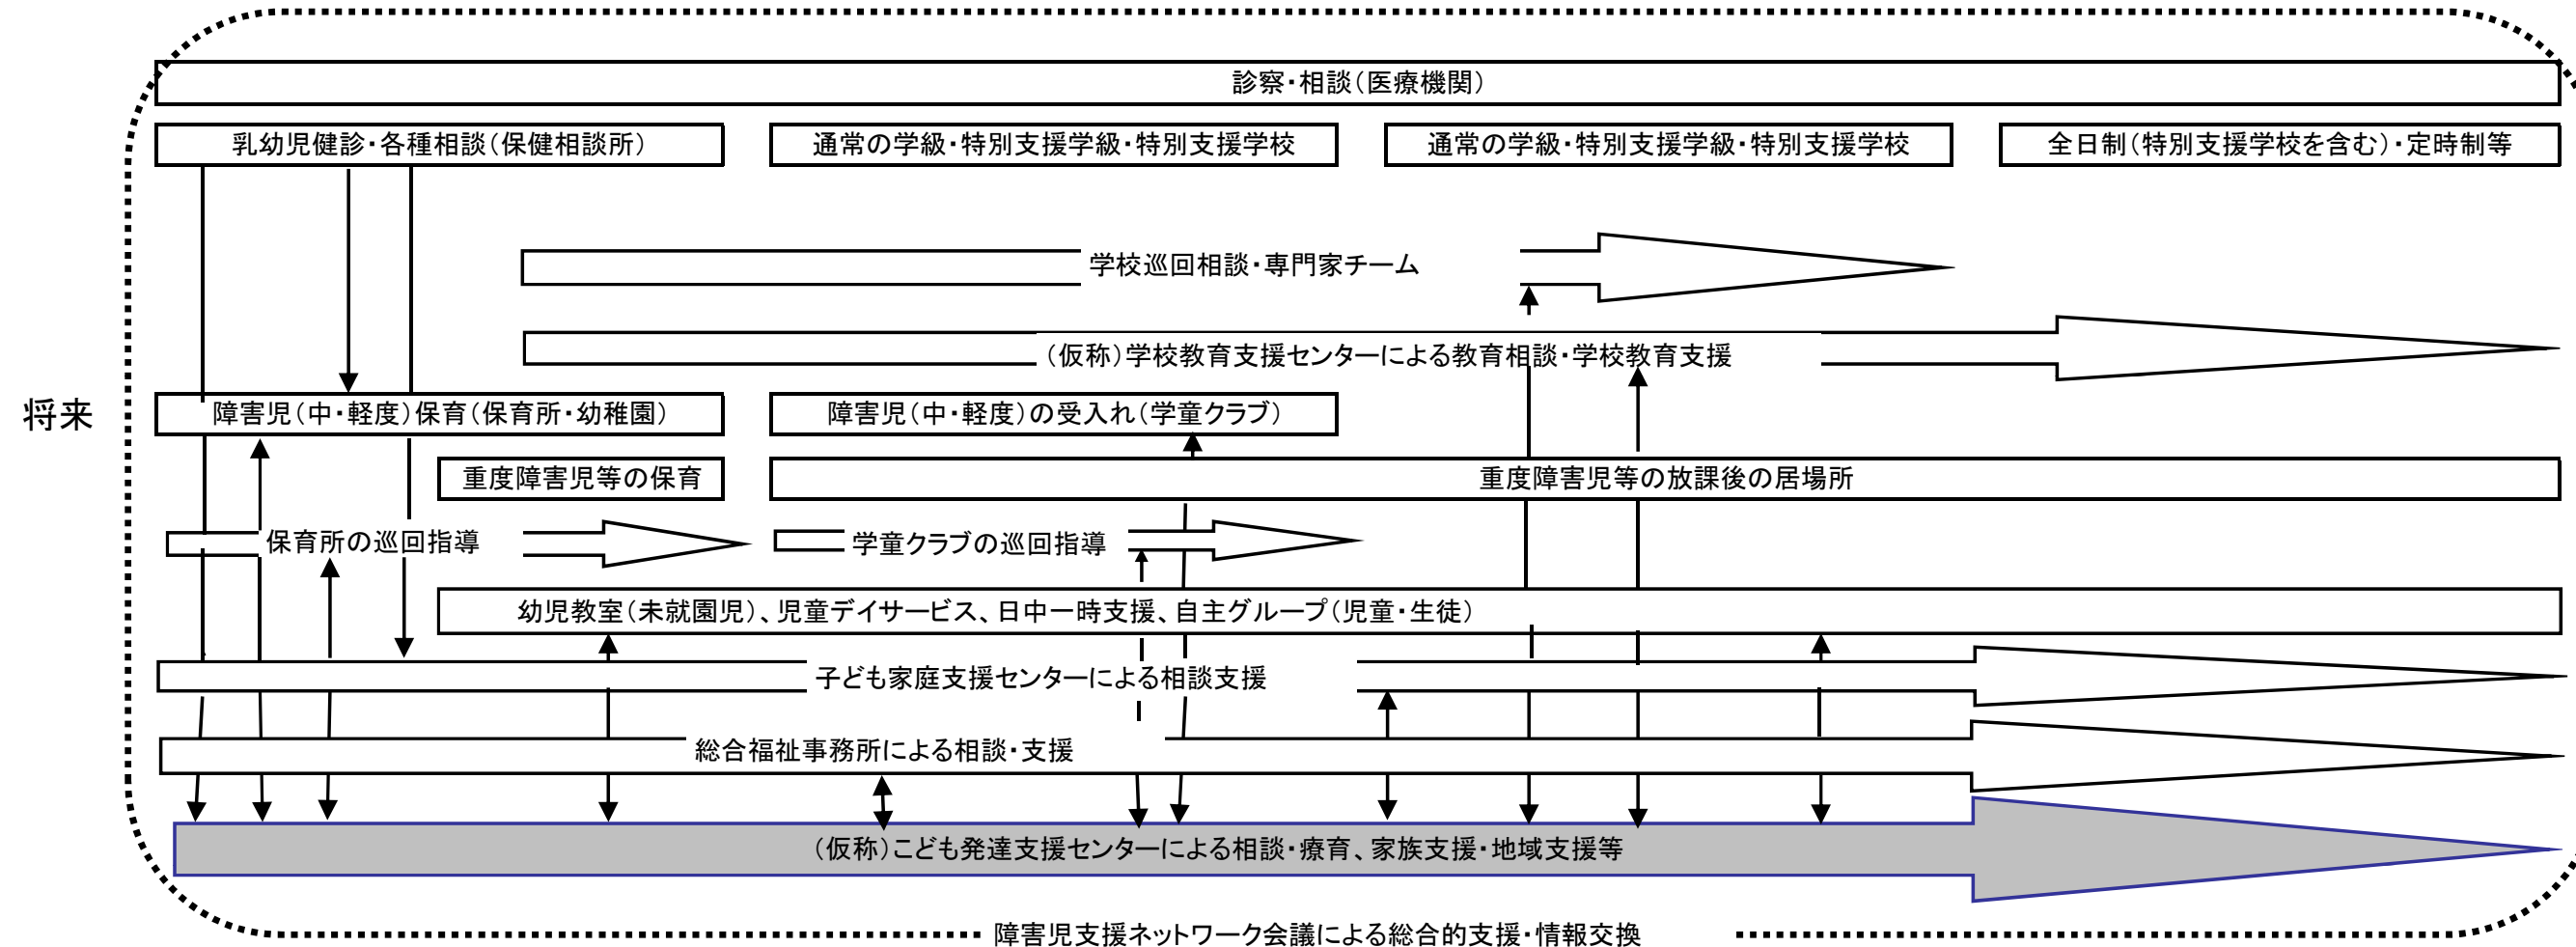 診察・相談（医療機関）
乳幼児健診・各種相談（保健相談所）
通常の学級・特別支援学級・特別支援学校
通常の学級・特別支援学級・特別支援学校
全日制（特別支援学校を含む）・定時制等
学校巡回相談・専門家チーム
（仮称）学校教育支援センターによる教育相談・学校教育支援
将来
障害児（中・軽度）保育（保育所・幼稚園）
障害児（中・軽度）の受入れ（学童クラブ）
重度障害児等の保育
重度障害児等の放課後の居場所
保育所の巡回指導
学童クラブの巡回指導
幼児教室（未就園児）、児童デイサービス、日中一時支援、自主グループ（児童・生徒）
子ども家庭支援センターによる相談支援
総合福祉事務所による相談・支援
（仮称）こども発達支援センターによる相談・療育、家族支援・地域支援等
障害児支援ネットワーク会議による総合的支援・情報交換